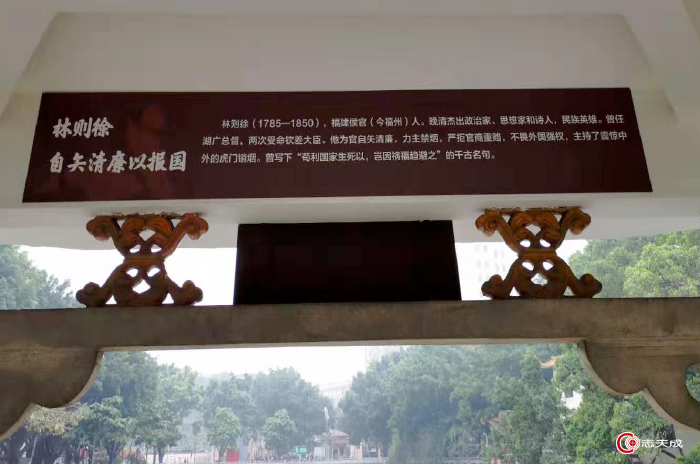 林则徐
自矢清廉以报国
林则徐（1785—1850），福建侯官（今福州）人。晚清杰出政治家、思想家和诗人，民族英雄。曾任
湖广总督，两次受命钦差大臣。他为官自矢清廉，力主禁烟，严拒官商重赂，不畏外国强权，主持了震惊中
外的虎门销烟。曾写下“苟利国家生死以，岂因祸福趋避之”的千古名句。
志天成